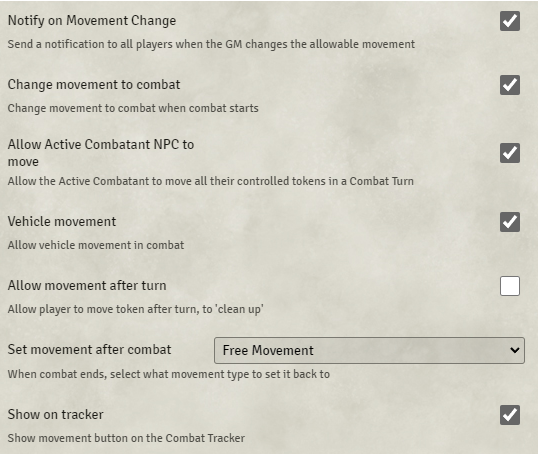 Notify on Movement Change
Send a notification to all players when the GM changes the allowable movement
Change movement to combat
Change movement to combat when combat starts
Allow Active Combatant NPC to
move
Allow the Active Combatant to move all their controlled tokens in a Combat Turn
Vehicle movement
Allow vehicle movement in combat
Allow movement after turn
Allow player to move token after turn, to 'clean up'
Set movement after combat
Free Movement
When combat ends, select what movement type to set it back to
Show on tracker
Show movement button on the Combat Tracker